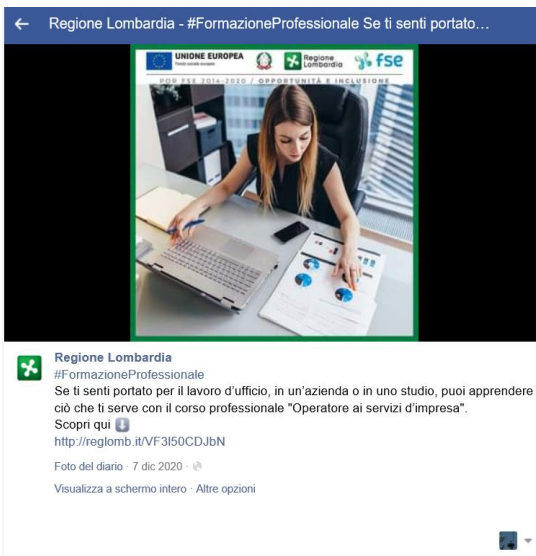 Regione Lombardia - #FormazioneProfessionale Se ti senti portato…
UNIONE EUROPEA
Fondo sociale europeo
Regione
Lombardia
fse
POR FSE 2014-2020 / OPPORTUNITÀ E INCLUSIONE
Regione Lombardia
#FormazioneProfessionale
Se ti senti portato per il lavoro d'ufficio, in un'azienda o in uno studio, puoi apprendere
ciò che ti serve con il corso professionale "Operatore ai servizi d'impresa".
Scopri qui ⬇
http://reglomb.it/VF3I50CDJbN
Foto del diario · 7 dic 2020 ·
Visualizza a schermo intero · Altre opzioni